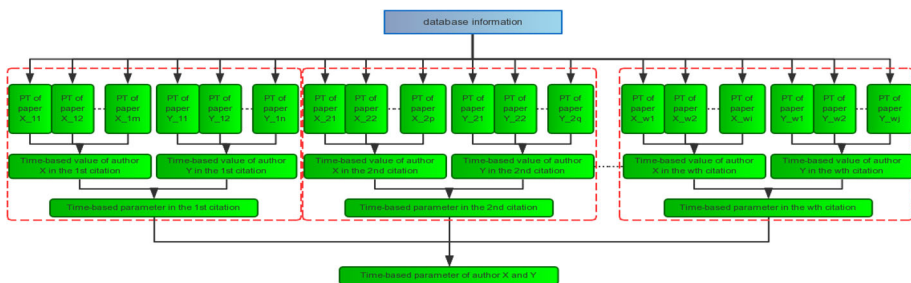 database information
PT of paper X_11
PT of paper X_12
PT of paper X_1m
PT of paper Y_11
PT of paper Y_12
PT of paper Y_1n
PT of paper X_21
PT of paper X_22
PT of paper X_2p
PT of paper Y_21
PT of paper Y_22
PT of paper Y_2q
PT of paper X_w1
PT of paper X_w2
PT of paper X_wi
PT of paper Y_w1
PT of paper Y_w2
PT of paper Y_wj
Time-based value of author
X in the 1st citation
Time-based value of author
Y in the 1st citation
Time-based value of author
X in the 2nd citation
Time-based value of author
Y in the 2nd citation
Time-based value of author
X in the wth citation
Time-based value of author
Y in the wth citation
Time-based parameter in the 1st citation
Time-based parameter in the 2nd citation
Time-based parameter in the wth citation
Time-based parameter of author X and Y